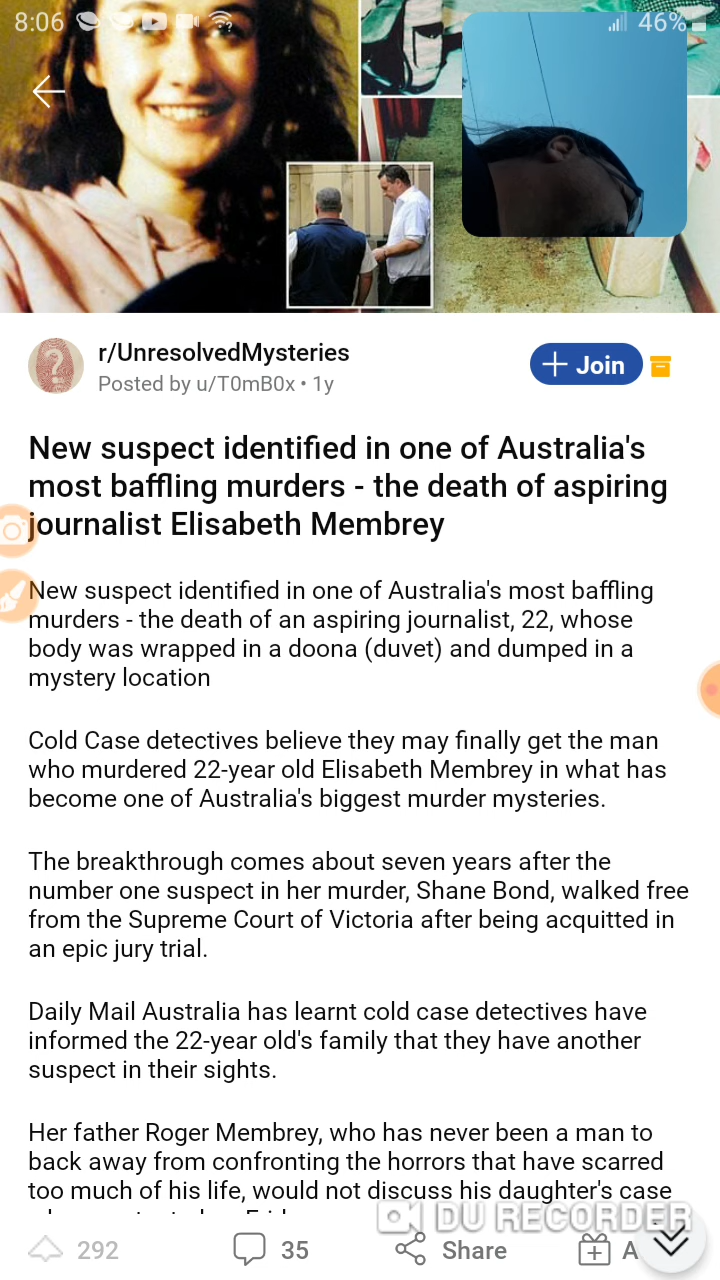 8:06
46%
r/UnresolvedMysteries
Posted by u/T0mB0x • 1y
Join
New suspect identified in one of Australia's
most baffling murders - the death of aspiring
journalist Elisabeth Membrey
New suspect identified in one of Australia's most baffling
murders - the death of an aspiring journalist, 22, whose
body was wrapped in a doona (duvet) and dumped in a
mystery location
Cold Case detectives believe they may finally get the man
who murdered 22-year old Elisabeth Membrey in what has
become one of Australia's biggest murder mysteries.
The breakthrough comes about seven years after the
number one suspect in her murder, Shane Bond, walked free
from the Supreme Court of Victoria after being acquitted in
an epic jury trial.
Daily Mail Australia has learnt cold case detectives have
informed the 22-year old's family that they have another
suspect in their sights.
Her father Roger Membrey, who has never been a man to
back away from confronting the horrors that have scarred
too much of his life, would not discuss his daughter's case
DU RECORDER
292
35
Share
A